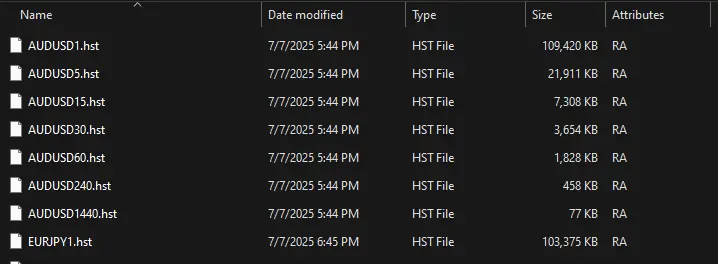 Name Date modified Type Size Attributes
AUDUSD1.hst 7/7/2025 5:44 PM HST File 109,420 KB RA
AUDUSD5.hst 7/7/2025 5:44 PM HST File 21,911 KB RA
AUDUSD15.hst 7/7/2025 5:44 PM HST File 7,308 KB RA
AUDUSD30.hst 7/7/2025 5:44 PM HST File 3,654 KB RA
AUDUSD60.hst 7/7/2025 5:44 PM HST File 1,828 KB RA
AUDUSD240.hst 7/7/2025 5:44 PM HST File 458 KB RA
AUDUSD1440.hst 7/7/2025 5:44 PM HST File 77 KB RA
EURJPY1.hst 7/7/2025 6:45 PM HST File 103,375 KB RA